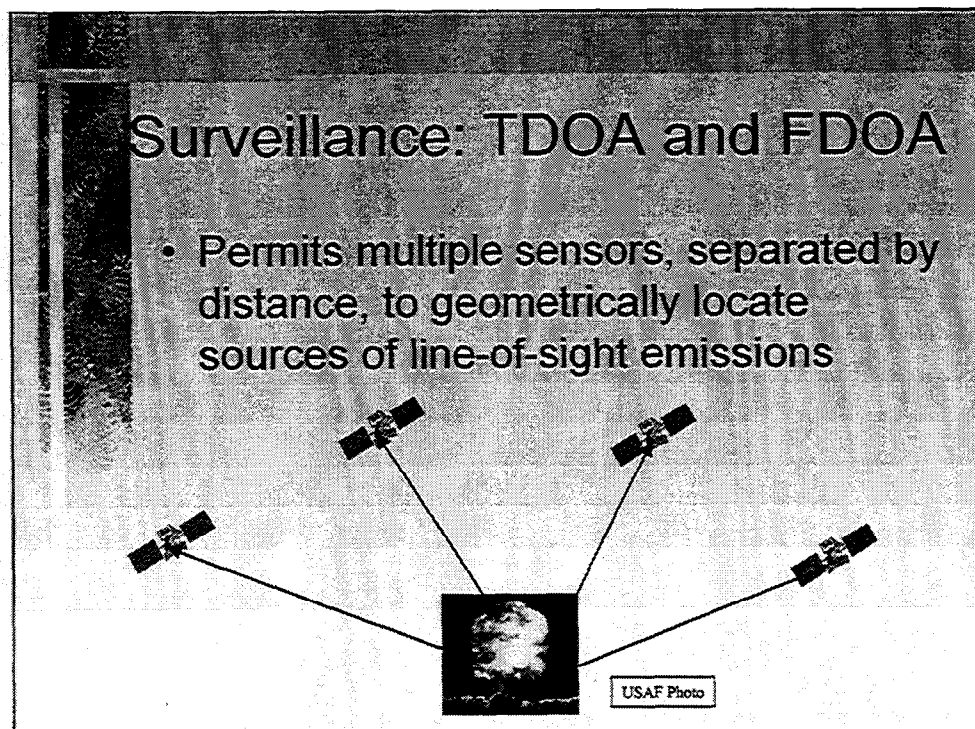 Surveillance: TDOA and FDOA
• Permits multiple sensors, separated by
distance, to geometrically locate
sources of line-of-sight emissions
USAF Photo